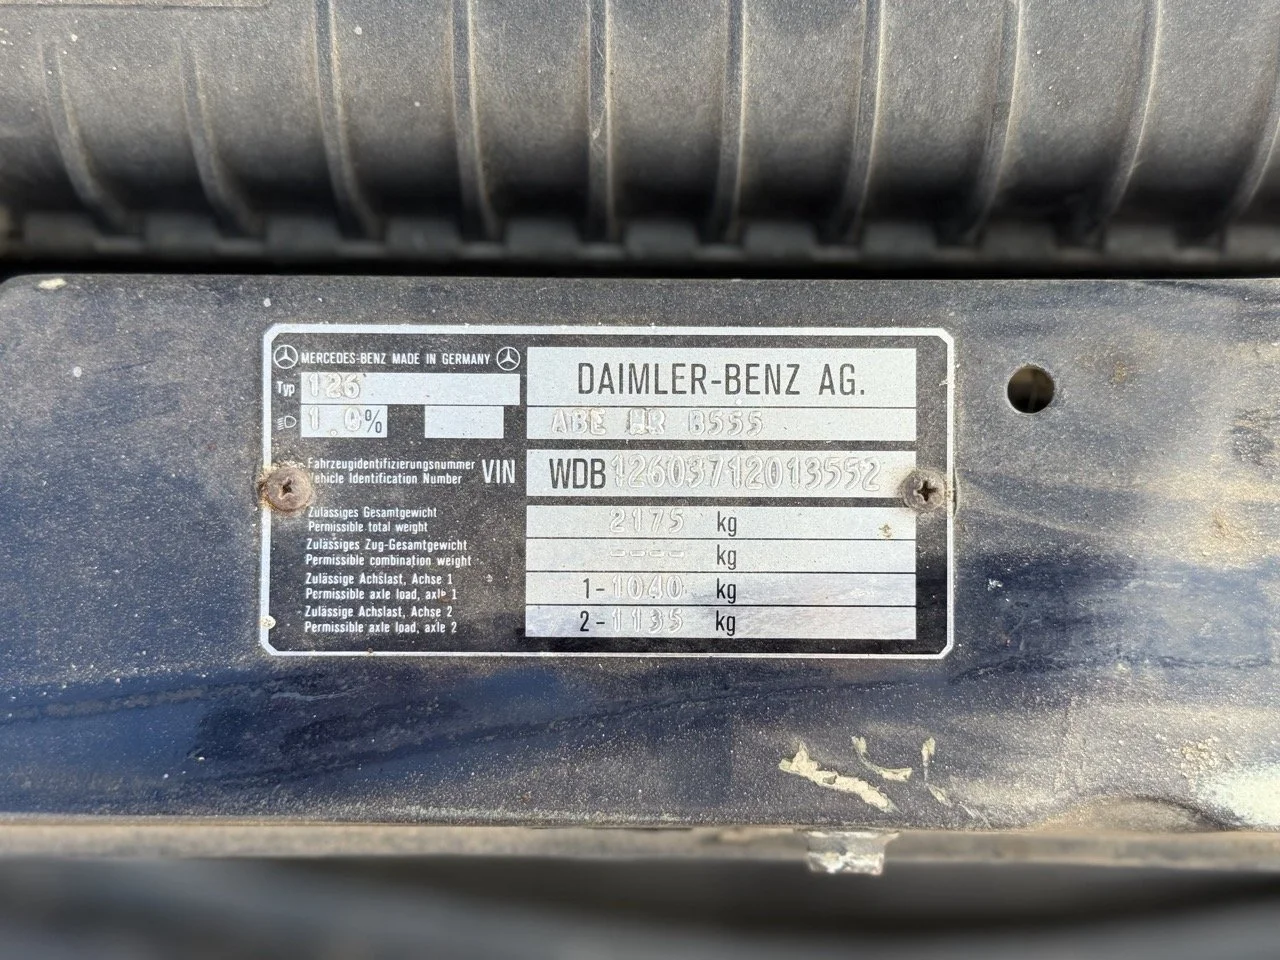 MERCEDES-BENZ MADE IN GERMANY
Typ 126
1.0%
DAIMLER-BENZ AG.
ABE NR B555
Fahrzeugidentifizierungsnummer
Vehicle Identification Number
VIN WDB12603712013552
Zulässiges Gesamtgewicht
Permissible total weight
2175 kg
Zulässiges Zug-Gesamtgewicht
Permissible combination weight
---- kg
Zulässige Achslast, Achse 1
Permissible axle load, axle 1
1-1040 kg
Zulässige Achslast, Achse 2
Permissible axle load, axle 2
2-1135 kg